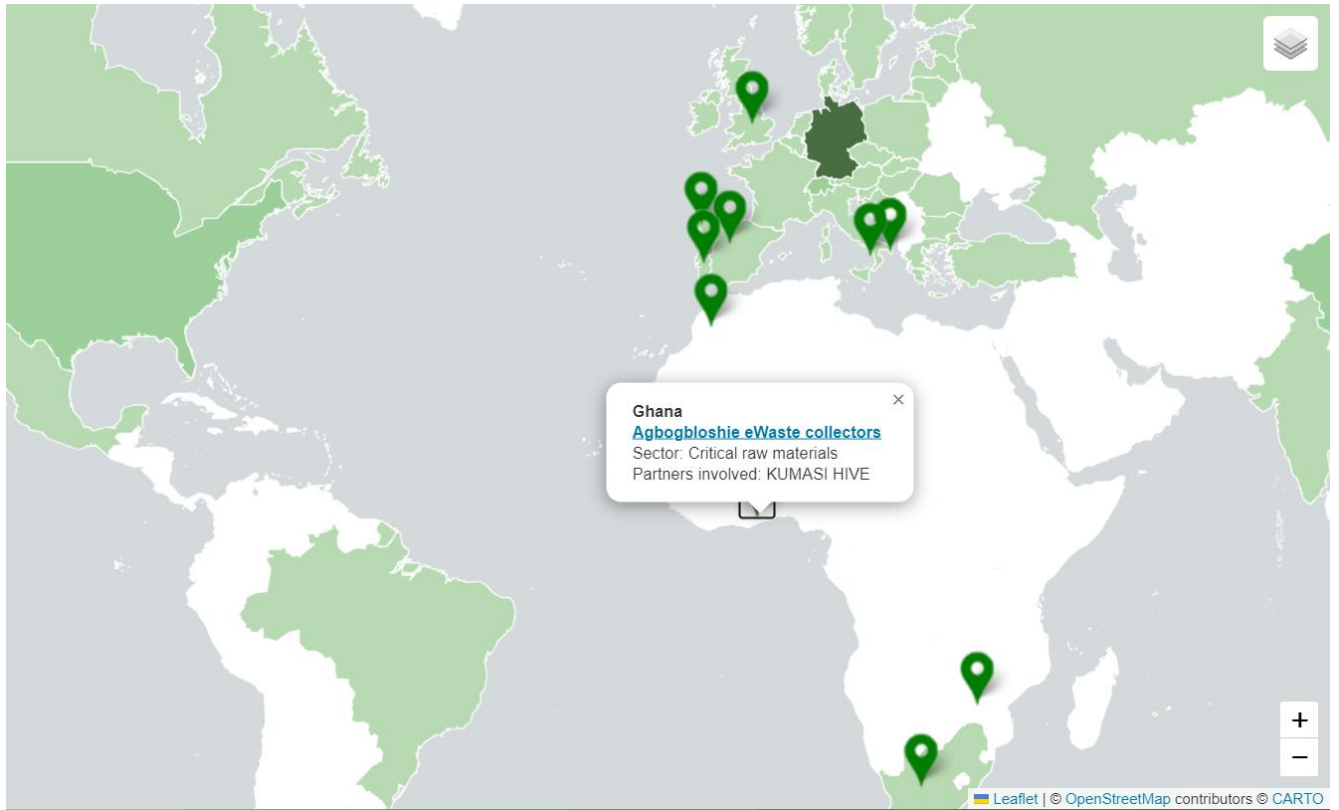 Ghana
Agbogbloshie eWaste collectors
Sector: Critical raw materials
Partners involved: KUMASI HIVE
×
+
−
Leaflet | © OpenStreetMap contributors © CARTO